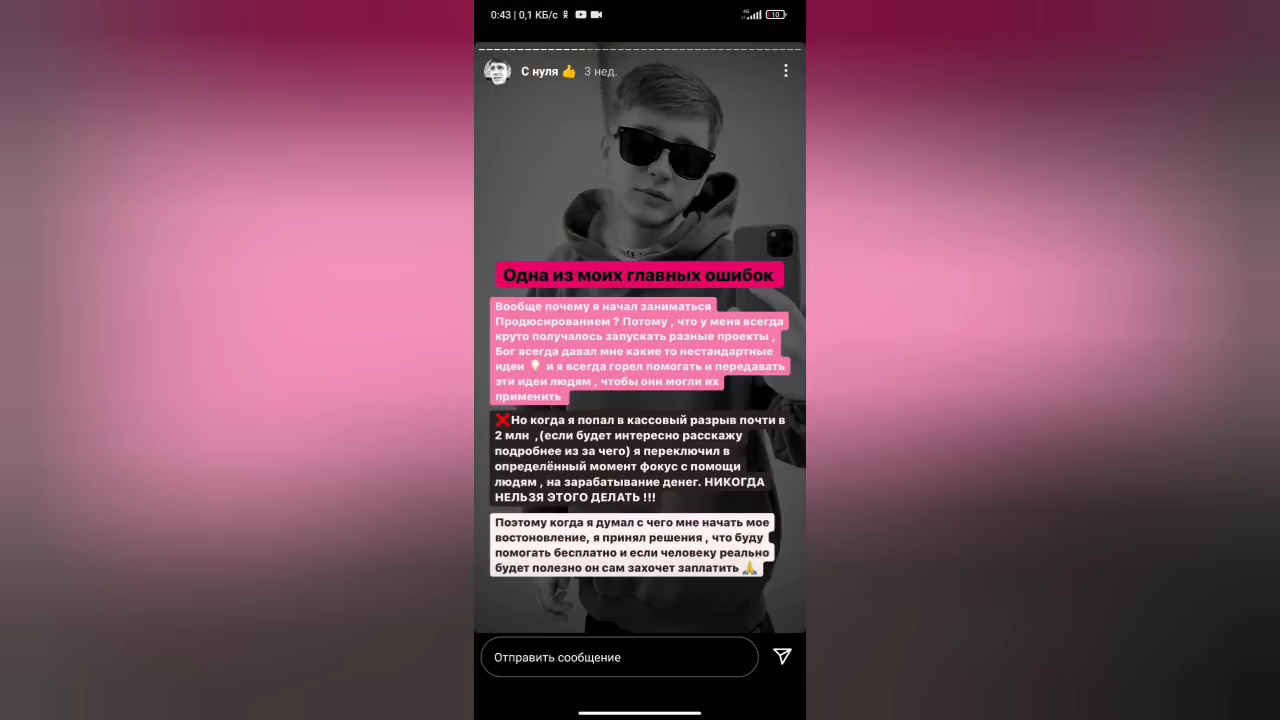 0:43 | 0,1 КБ/с
4G
10
С нуля 👍 3 нед.
Одна из моих главных ошибок
Вообще почему я начал заниматься
Продюсированием ? Потому , что у меня всегда
круто получалось запускать разные проекты ,
Бог всегда давал мне какие то нестандартные
идеи 💡 и я всегда горел помогать и передавать
эти идеи людям , чтобы они могли их
применить
❌Но когда я попал в кассовый разрыв почти в
2 млн ,(если будет интересно расскажу
подробнее из за чего) я переключил в
определённый момент фокус с помощи
людям , на зарабатывание денег. НИКОГДА
НЕЛЬЗЯ ЭТОГО ДЕЛАТЬ !!!
Поэтому когда я думал с чего мне начать мое
востоновление, я принял решения , что буду
помогать бесплатно и если человеку реально
будет полезно он сам захочет заплатить 🙏
Отправить сообщение